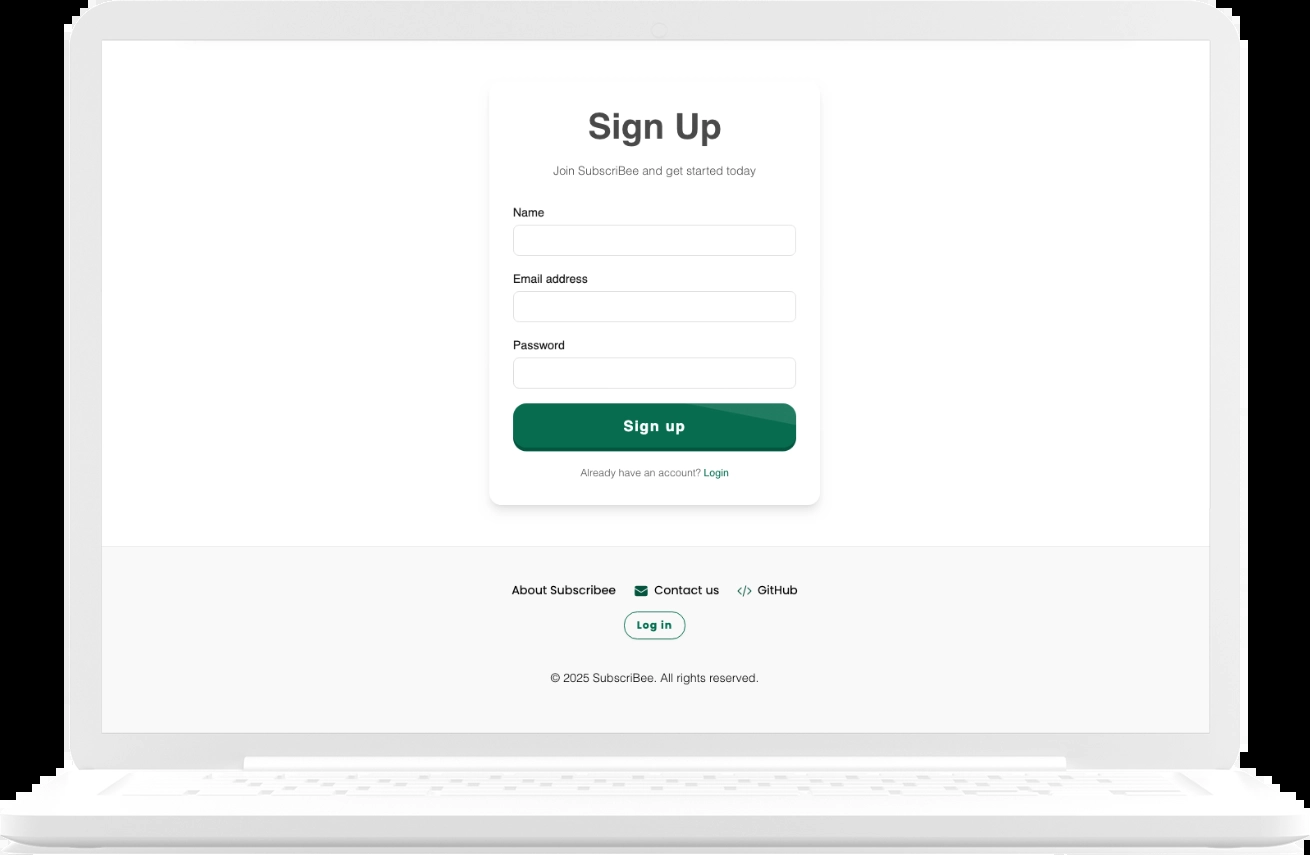 Sign Up
Join SubscriBee and get started today
Name
Email address
Password
Sign up
Already have an account? Login
About Subscribee Contact us </> GitHub
Log in
© 2025 SubscriBee. All rights reserved.